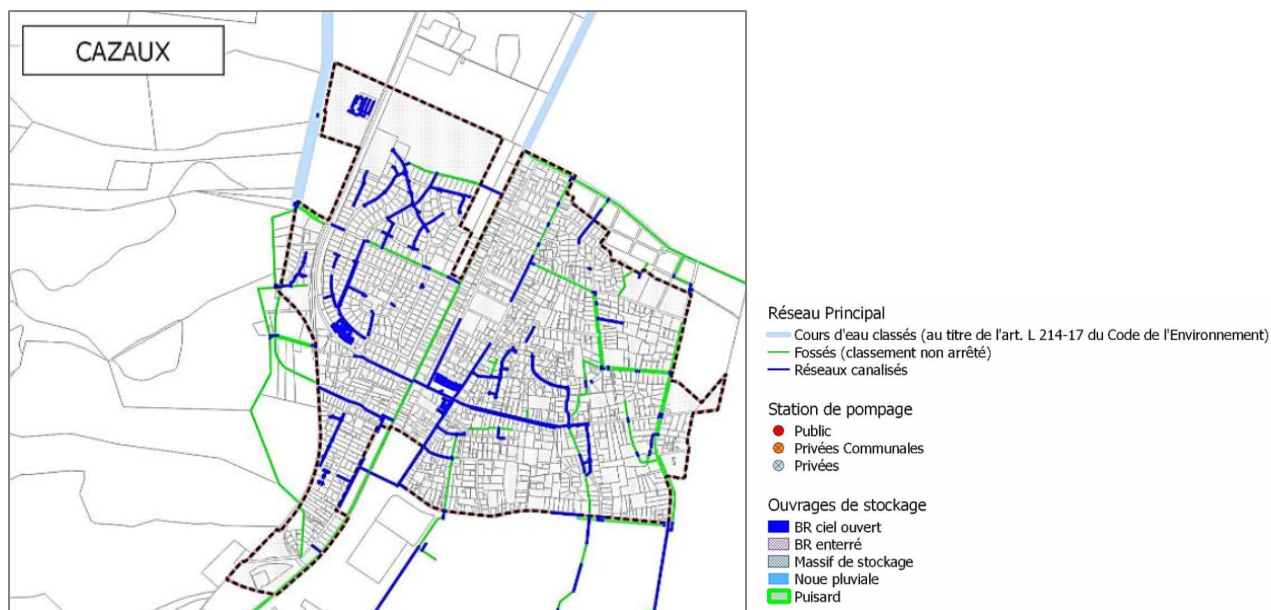 CAZAUX
Réseau Principal
Cours d'eau classés (au titre de l'art. L 214-17 du Code de l'Environnement)
Fossés (classement non arrêté)
Réseaux canalisés
Station de pompage
Public
Privées Communales
Privées
Ouvrages de stockage
BR ciel ouvert
BR enterré
Massif de stockage
Noue pluviale
Puisard